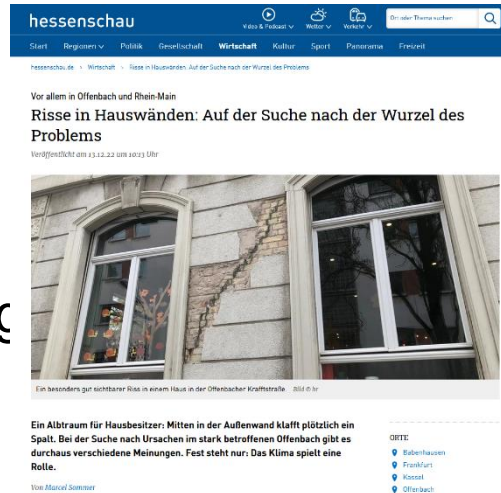 hessenschau
Video & Podcast
Wetter
Verkehr
Ort oder Thema suchen
Start Regionen Politik Gesellschaft Wirtschaft Kultur Sport Panorama Freizeit
hessenschau.de › Wirtschaft › Risse in Hauswänden: Auf der Suche nach der Wurzel des Problems
Vor allem in Offenbach und Rhein-Main
Risse in Hauswänden: Auf der Suche nach der Wurzel des
Problems
Veröffentlicht am 13.12.22 um 10:13 Uhr
g
Ein besonders gut sichtbarer Riss in einem Haus in der Offenbacher Krafftstraße. Bild © hr
Ein Albtraum für Hausbesitzer: Mitten in der Außenwand klafft plötzlich ein
Spalt. Bei der Suche nach Ursachen im stark betroffenen Offenbach gibt es
durchaus verschiedene Meinungen. Fest steht nur: Das Klima spielt eine
Rolle.
Von Marcel Sommer
ORTE
Babenhausen
Frankfurt
Kassel
Offenbach